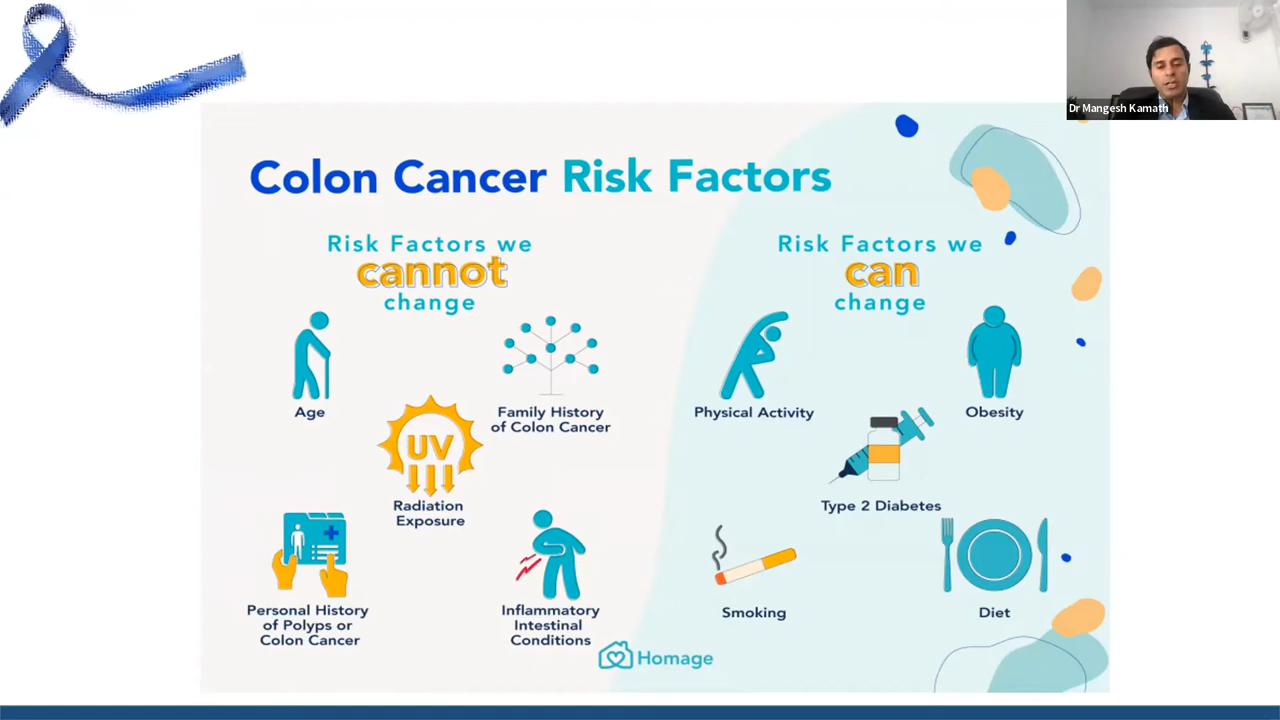 Dr Mangesh Kamath
Colon Cancer Risk Factors
Risk Factors we
cannot
change
Age
Family History
of Colon Cancer
UV
Radiation
Exposure
Personal History
of Polyps or
Colon Cancer
Inflammatory
Intestinal
Conditions
Risk Factors we
can
change
Physical Activity
Obesity
Type 2 Diabetes
Smoking
Diet
Homage